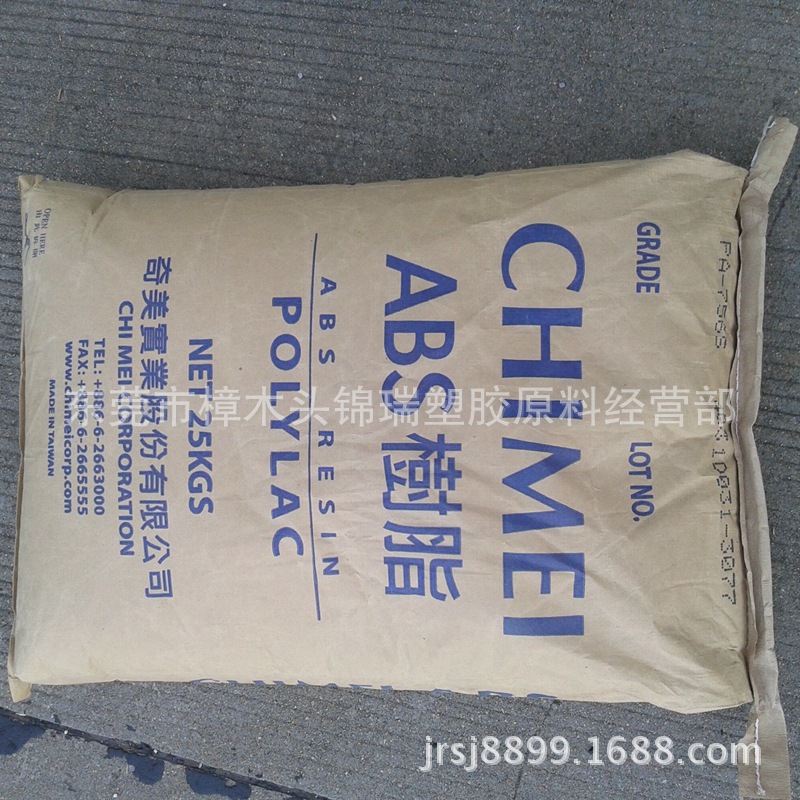 GRADE
PA-756S
LOT NO.
CHIMEI
ABS樹脂
ABS RESIN
POLYLAC
NET 25KGS
奇美實業股份有限公司
CHI MEI CORPORATION
TEL: +886-6-2663000
FAX: +886-6-2665555
www.chimeicorp.com
MADE IN TAIWAN
OPEN HERE
东莞市樟木头锦瑞塑胶原料经营部
jrsj8899.1688.com